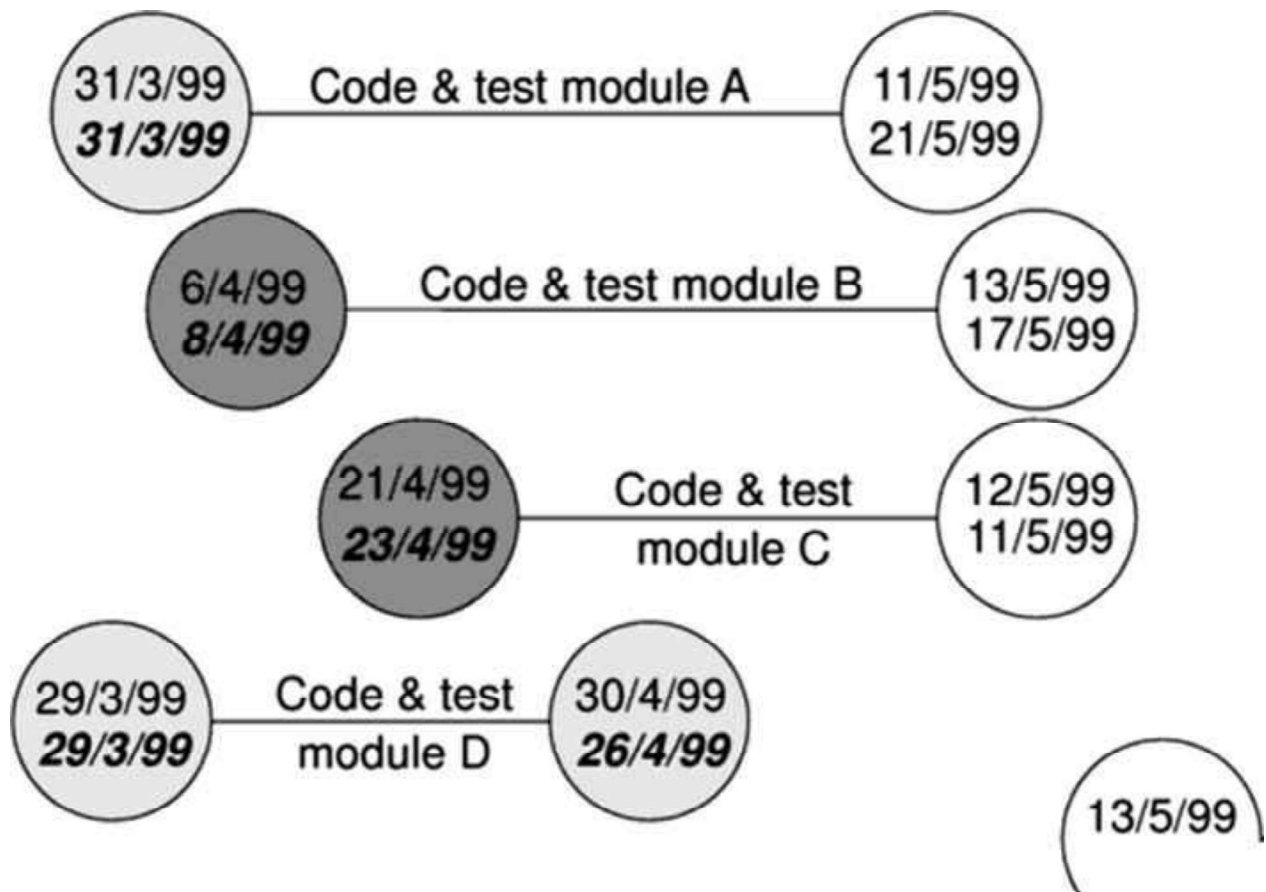 31/3/99
31/3/99
Code & test module A
11/5/99
21/5/99
6/4/99
8/4/99
Code & test module B
13/5/99
17/5/99
21/4/99
23/4/99
Code & test
module C
12/5/99
11/5/99
29/3/99
29/3/99
Code & test
module D
30/4/99
26/4/99
13/5/99